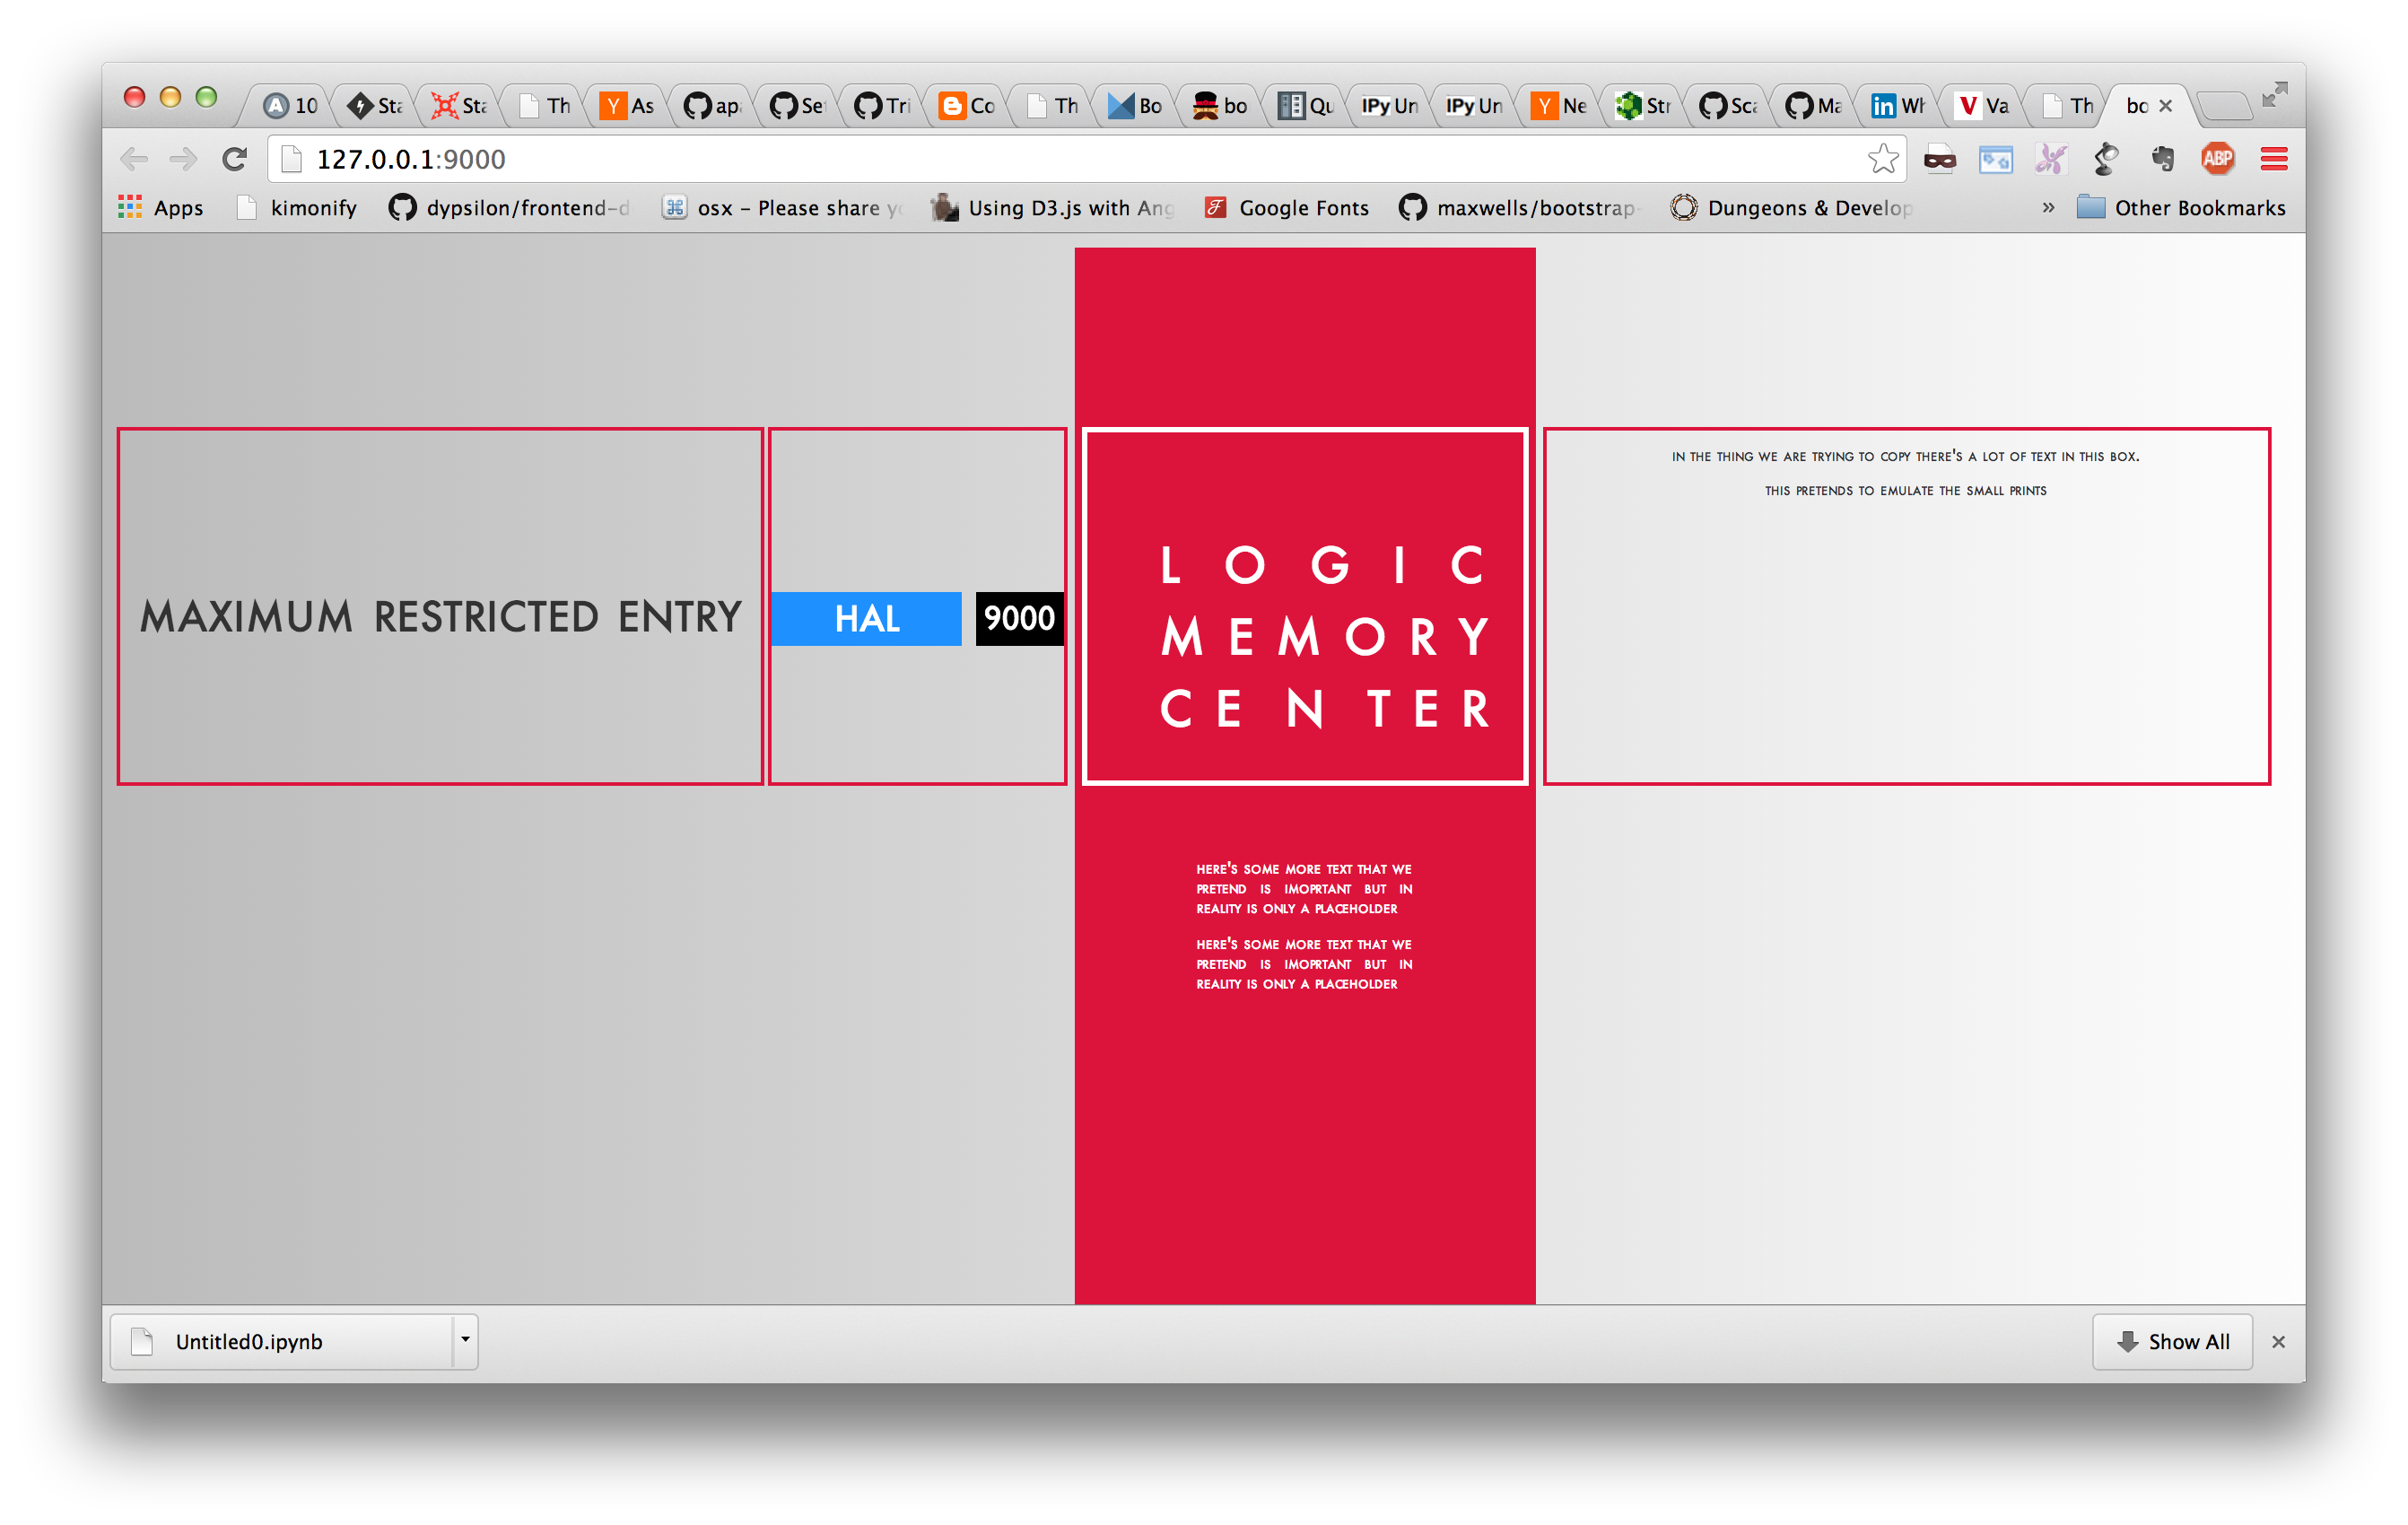 10 Sta Sta Th As ap Se Tri Co Th Bo bo Qu IPy Un IPy Un Ne Str Sca Ma in Wh Va Th bo
127.0.0.1:9000 ABP
Apps kimonify dypsilon/frontend-d osx – Please share yo Using D3.js with Ang Google Fonts maxwells/bootstrap- Dungeons & Develop » Other Bookmarks
IN THE THING WE ARE TRYING TO COPY THERE'S A LOT OF TEXT IN THIS BOX.
THIS PRETENDS TO EMULATE THE SMALL PRINTS
MAXIMUM RESTRICTED ENTRY
HAL 9000
LOGIC
MEMORY
CENTER
HERE'S SOME MORE TEXT THAT WE
PRETEND IS IMOPRTANT BUT IN
REALITY IS ONLY A PLACEHOLDER
HERE'S SOME MORE TEXT THAT WE
PRETEND IS IMOPRTANT BUT IN
REALITY IS ONLY A PLACEHOLDER
Untitled0.ipynb Show All